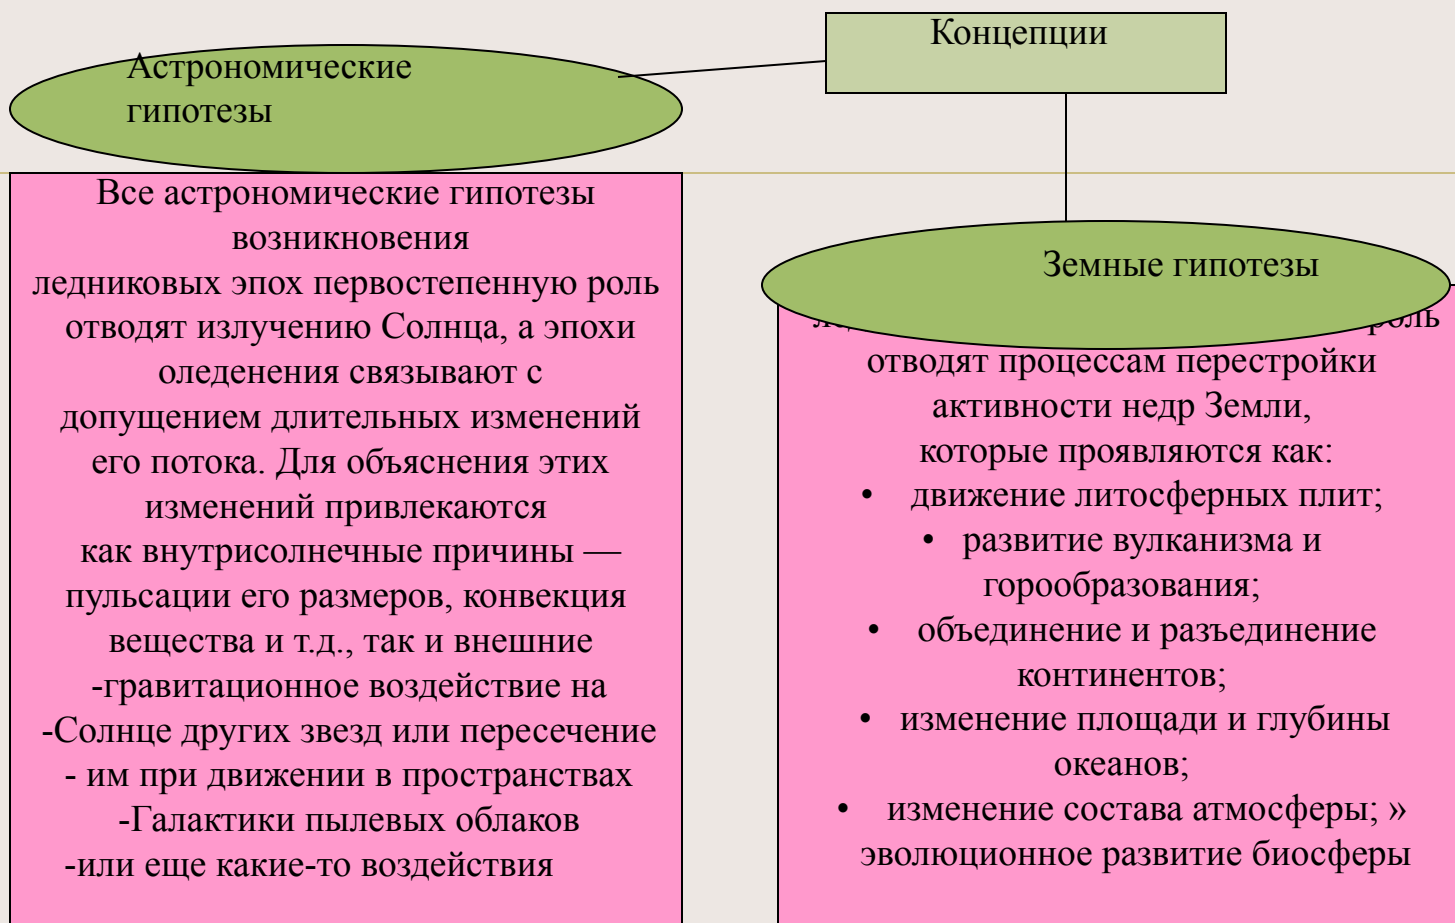 Концепции
Астрономические
гипотезы
Все астрономические гипотезы
возникновения
ледниковых эпох первостепенную роль
отводят излучению Солнца, а эпохи
оледенения связывают с
допущением длительных изменений
его потока. Для объяснения этих
изменений привлекаются
как внутрисолнечные причины —
пульсации его размеров, конвекция
вещества и т.д., так и внешние
-гравитационное воздействие на
-Солнце других звезд или пересечение
- им при движении в пространствах
-Галактики пылевых облаков
-или еще какие-то воздействия
Земные гипотезы
отводят процессам перестройки
активности недр Земли,
которые проявляются как:
• движение литосферных плит;
• развитие вулканизма и
горообразования;
• объединение и разъединение
континентов;
• изменение площади и глубины
океанов;
• изменение состава атмосферы; »
эволюционное развитие биосферы